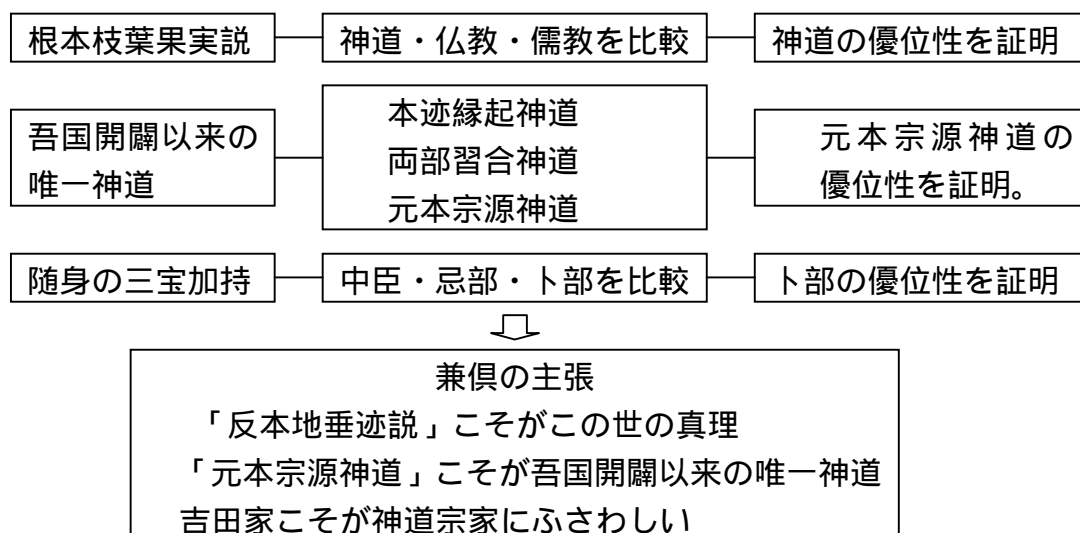 根本枝葉果実説
神道・仏教・儒教を比較
神道の優位性を証明
吾国開闢以来の
唯一神道
本迹縁起神道
両部習合神道
元本宗源神道
元本宗源神道の
優位性を証明。
随身の三宝加持
中臣・忌部・卜部を比較
卜部の優位性を証明
兼倶の主張
「反本地垂迹説」こそがこの世の真理
「元本宗源神道」こそが吾国開闢以来の唯一神道
吉田家こそが神道宗家にふさわしい